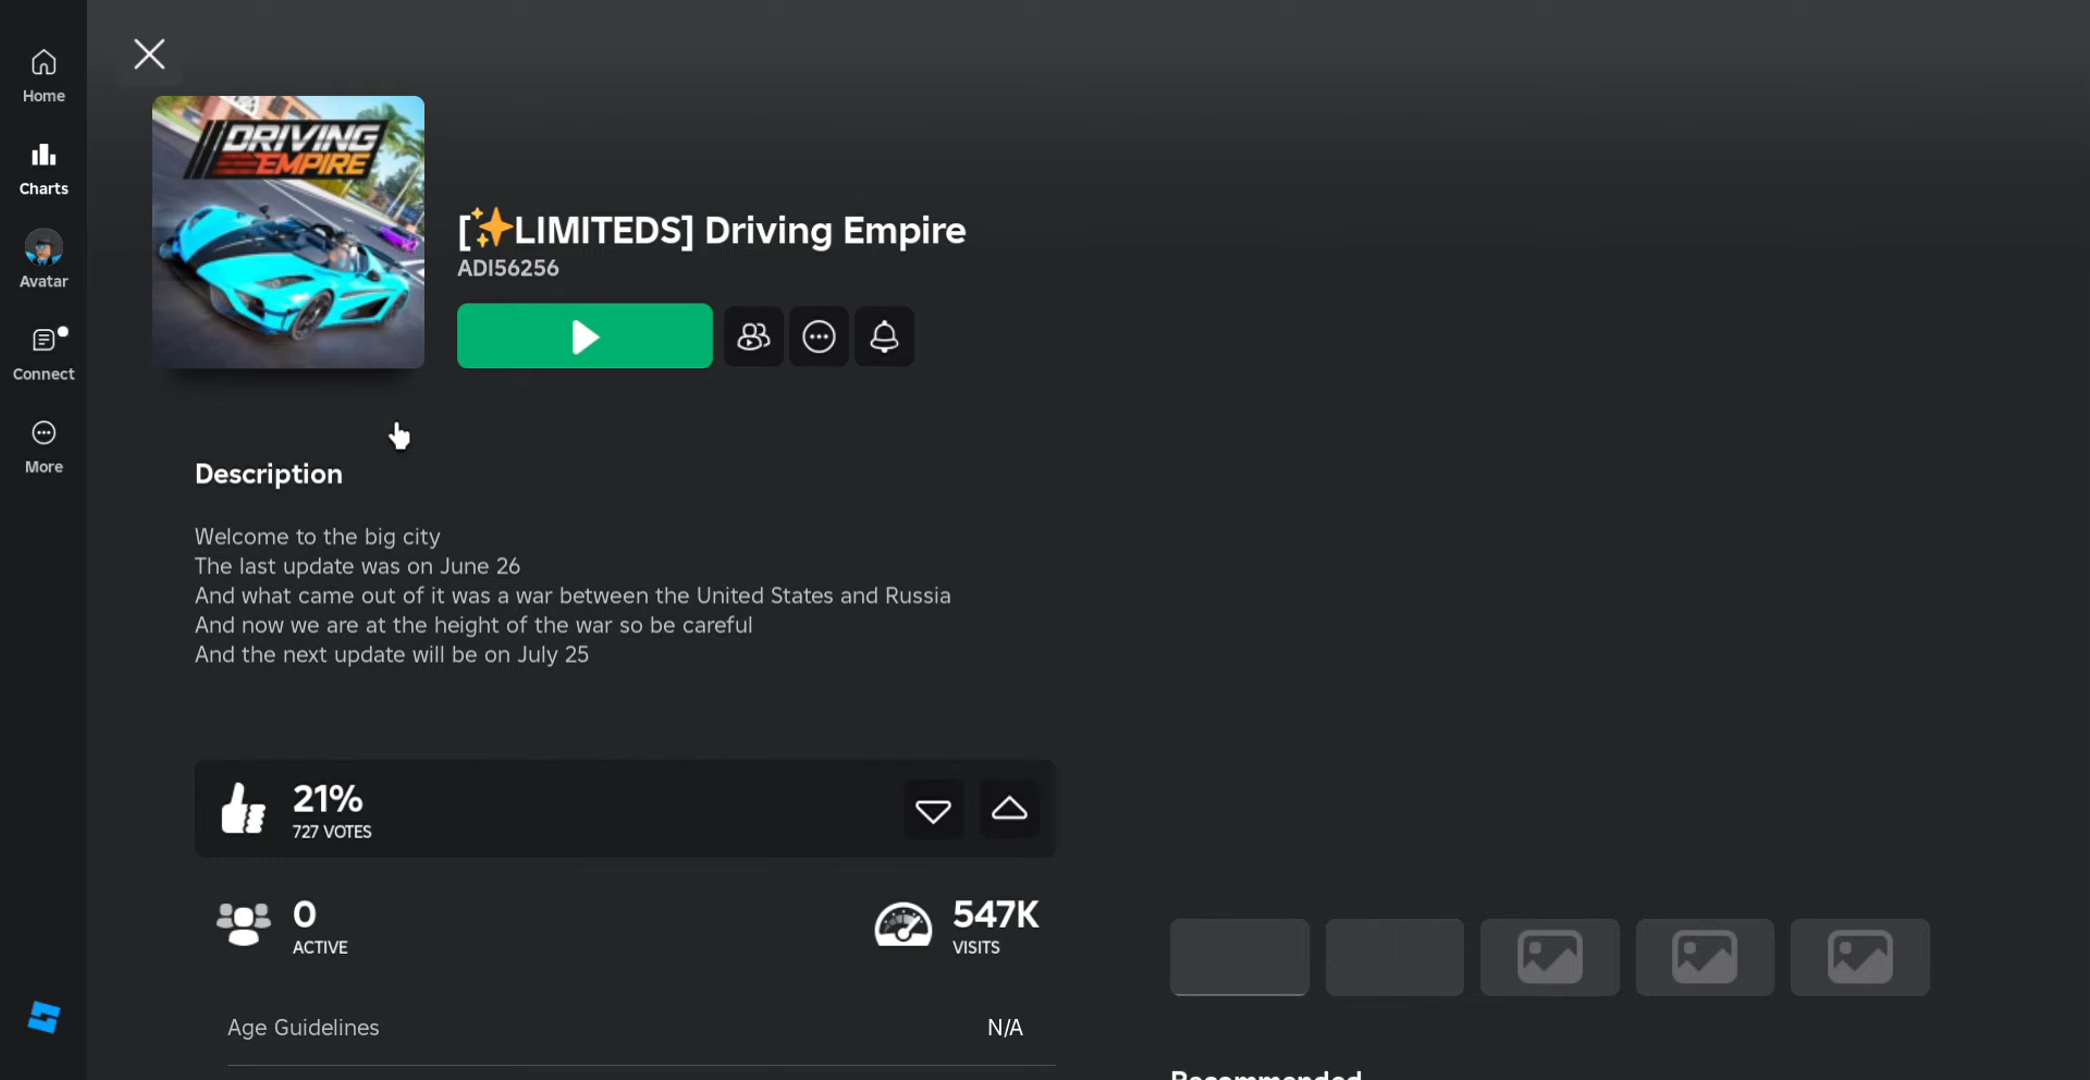 Home
Charts
Avatar
Connect
More
DRIVING
EMPIRE
[✨LIMITEDS] Driving Empire
ADI56256
Description
Welcome to the big city
The last update was on June 26
And what came out of it was a war between the United States and Russia
And now we are at the height of the war so be careful
And the next update will be on July 25
21%
727 VOTES
0
ACTIVE
547K
VISITS
Age Guidelines
N/A
Recommended